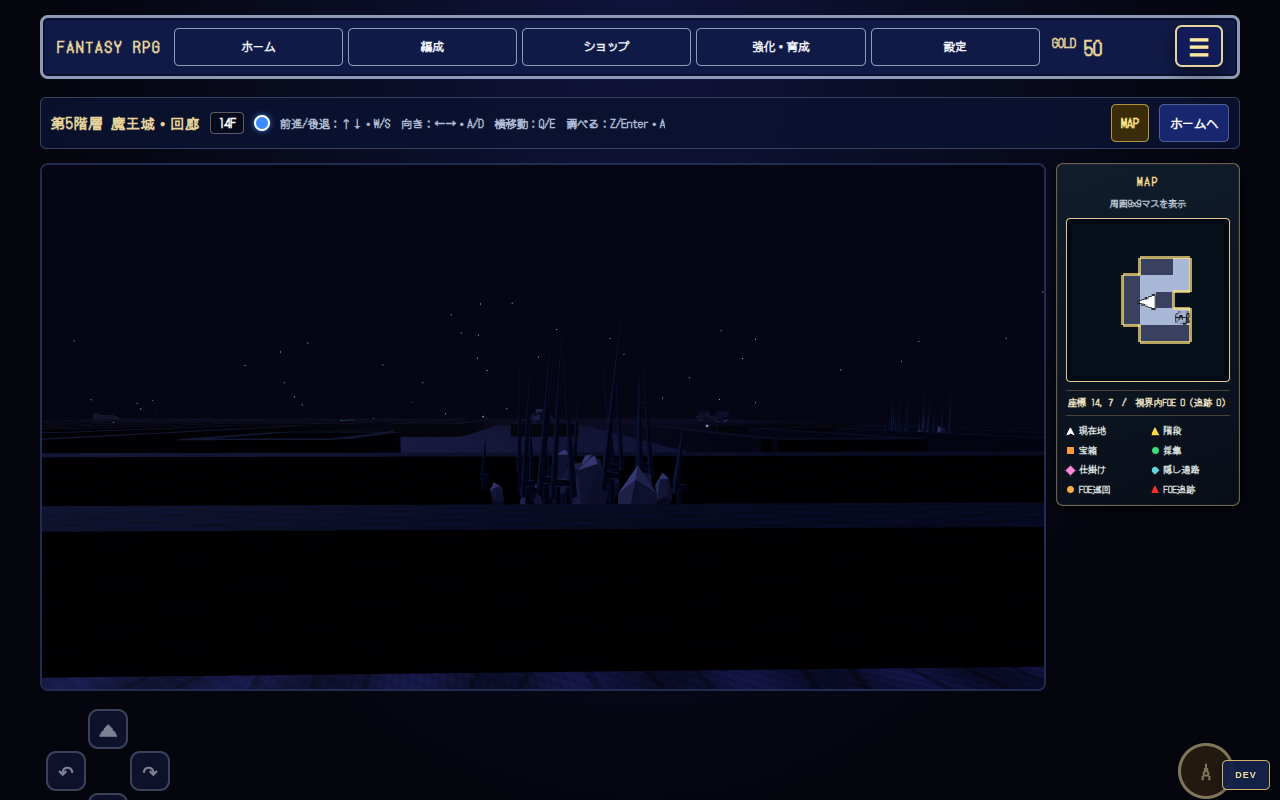 FANTASY RPG
ホーム
編成
ショップ
強化・育成
設定
GOLD 50
第5階層 魔王城・回廊
14F
前進/後退：↑↓・W/S 向き：←→・A/D 横移動：Q/E 調べる：Z/Enter・A
MAP
ホームへ
MAP
周囲9x9マスを表示
座標 14, 7 / 視界内FOE 0 (追跡 0)
現在地
階段
宝箱
採集
仕掛け
隠し通路
FOE巡回
FOE追跡
A
DEV